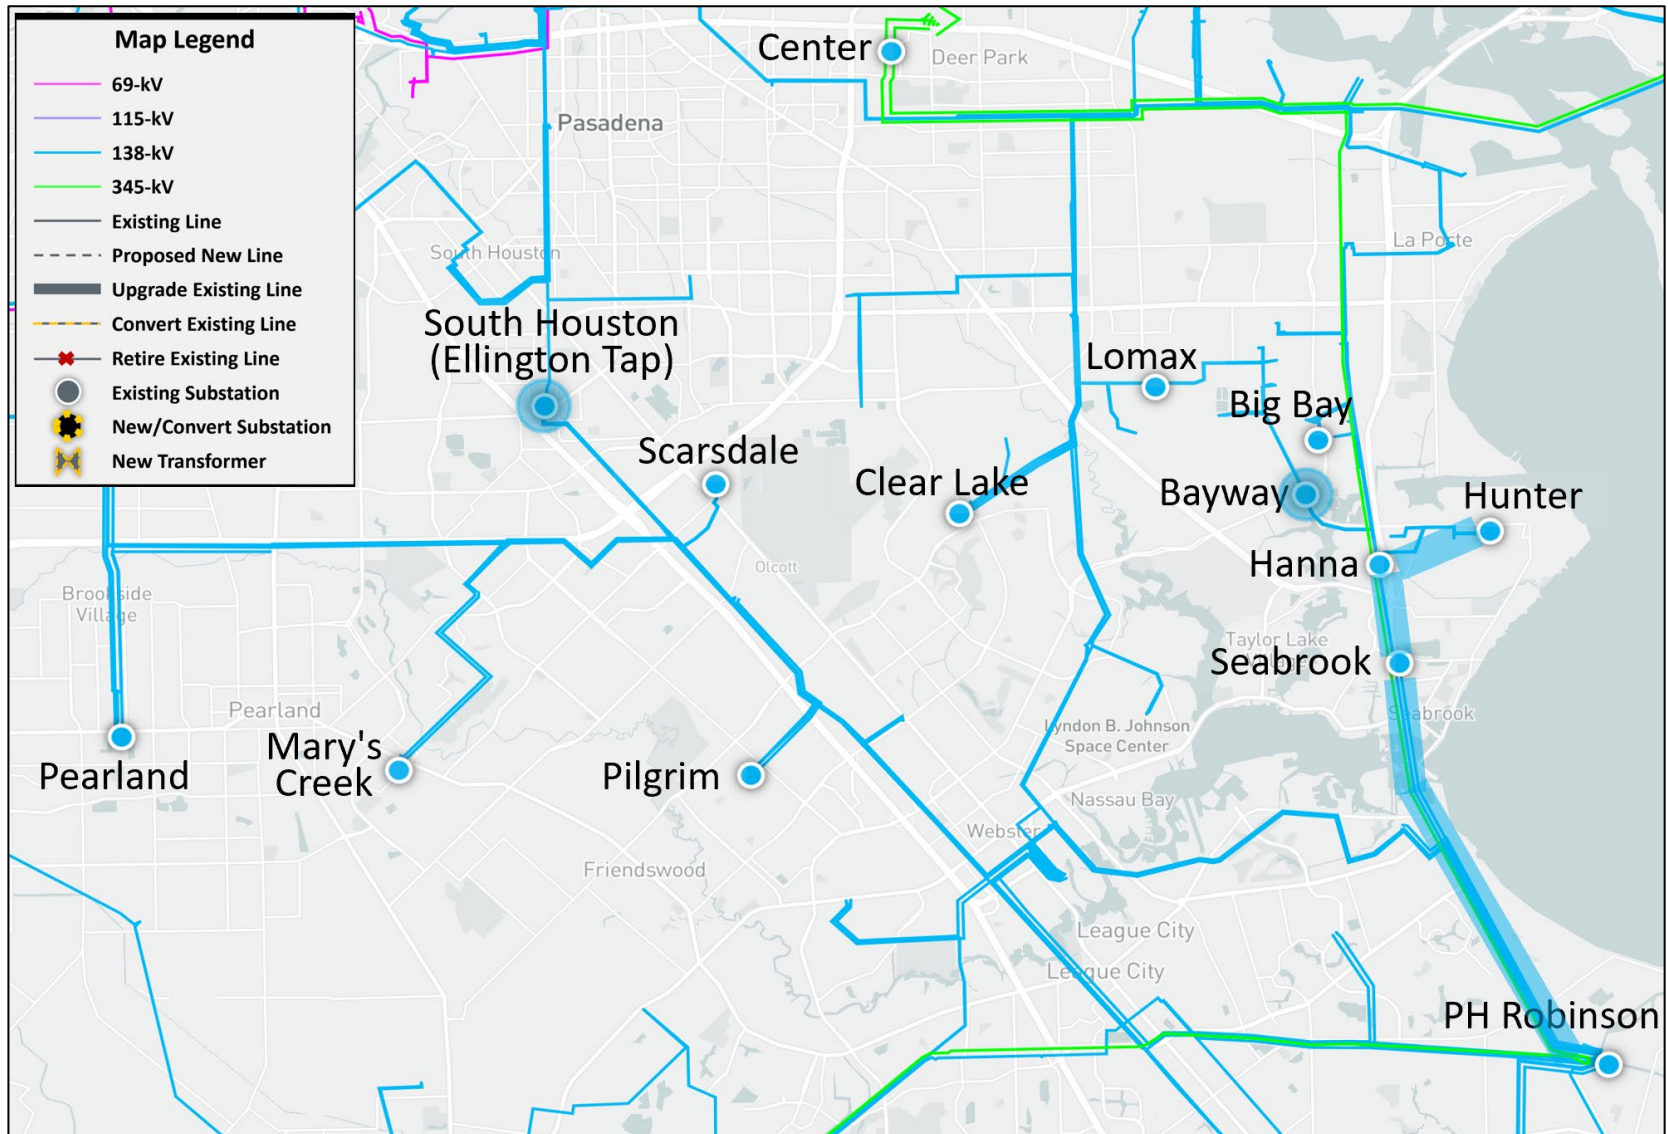 Map Legend
69-kV
115-kV
138-kV
345-kV
Existing Line
Proposed New Line
Upgrade Existing Line
Convert Existing Line
Retire Existing Line
Existing Substation
New/Convert Substation
New Transformer
Center
Deer Park
Pasadena
South Houston
La Porte
South Houston
(Ellington Tap)
Lomax
Big Bay
Scarsdale
Clear Lake
Bayway
Hunter
Hanna
Olcott
Brookside
Village
Taylor Lake
Seabrook
Seabrook
Pearland
Lyndon B. Johnson
Space Center
Mary's
Creek
Pearland
Pilgrim
Nassau Bay
Webster
Friendswood
League City
League City
PH Robinson